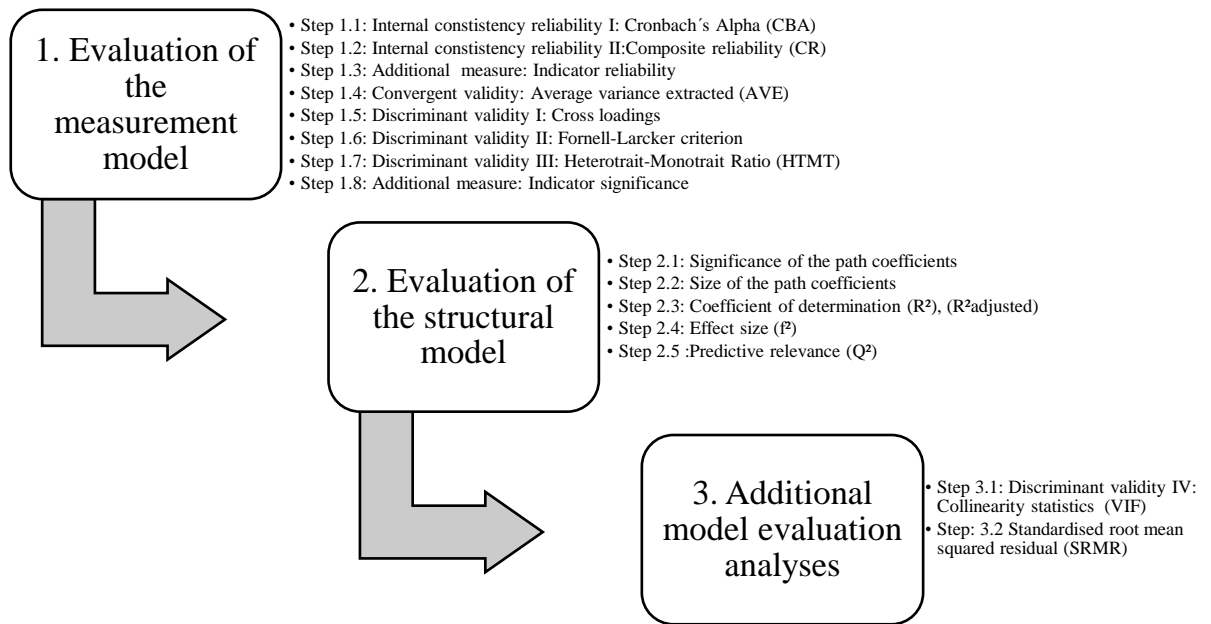 1. Evaluation of
the
measurement
model
• Step 1.1: Internal constistency reliability I: Cronbach´s Alpha (CBA)
• Step 1.2: Internal constistency reliability II:Composite reliability (CR)
• Step 1.3: Additional measure: Indicator reliability
• Step 1.4: Convergent validity: Average variance extracted (AVE)
• Step 1.5: Discriminant validity I: Cross loadings
• Step 1.6: Discriminant validity II: Fornell-Larcker criterion
• Step 1.7: Discriminant validity III: Heterotrait-Monotrait Ratio (HTMT)
• Step 1.8: Additional measure: Indicator significance
2. Evaluation of
the structural
model
• Step 2.1: Significance of the path coefficients
• Step 2.2: Size of the path coefficients
• Step 2.3: Coefficient of determination (R²), (R²adjusted)
• Step 2.4: Effect size (f²)
• Step 2.5 :Predictive relevance (Q²)
3. Additional
model evaluation
analyses
• Step 3.1: Discriminant validity IV:
Collinearity statistics (VIF)
• Step: 3.2 Standardised root mean
squared residual (SRMR)